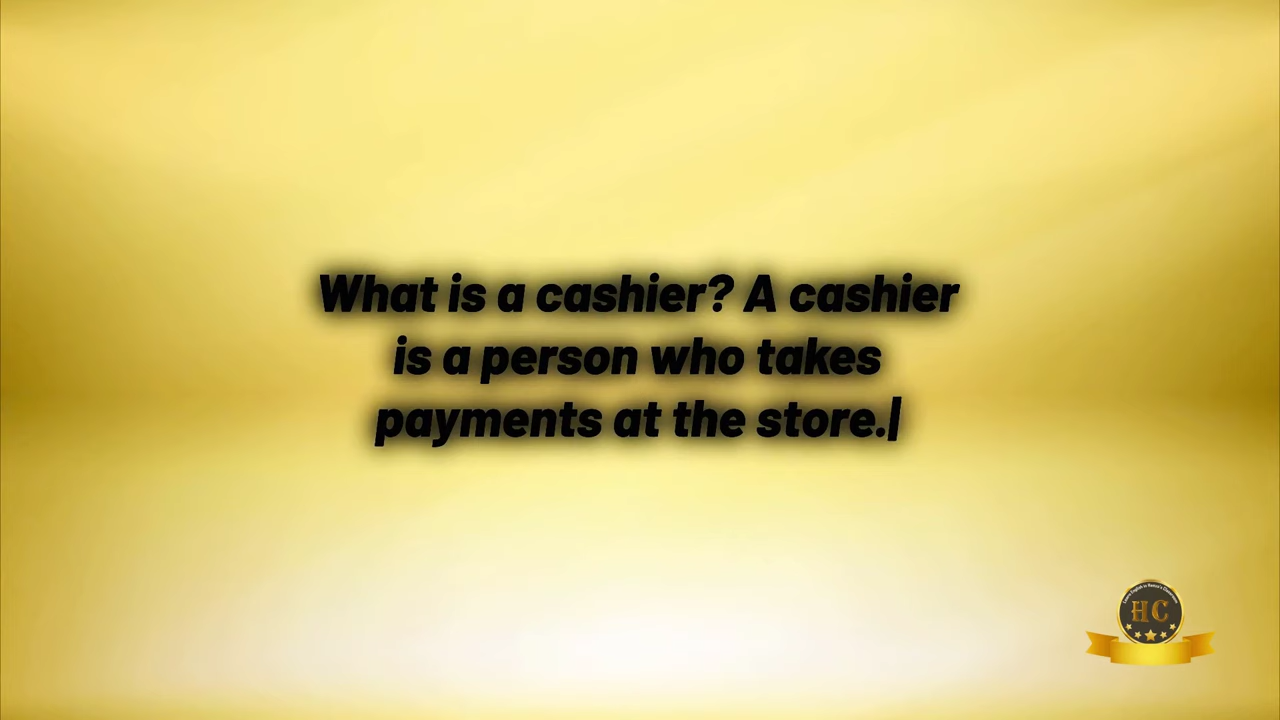 What is a cashier? A cashier
is a person who takes
payments at the store.|
HC